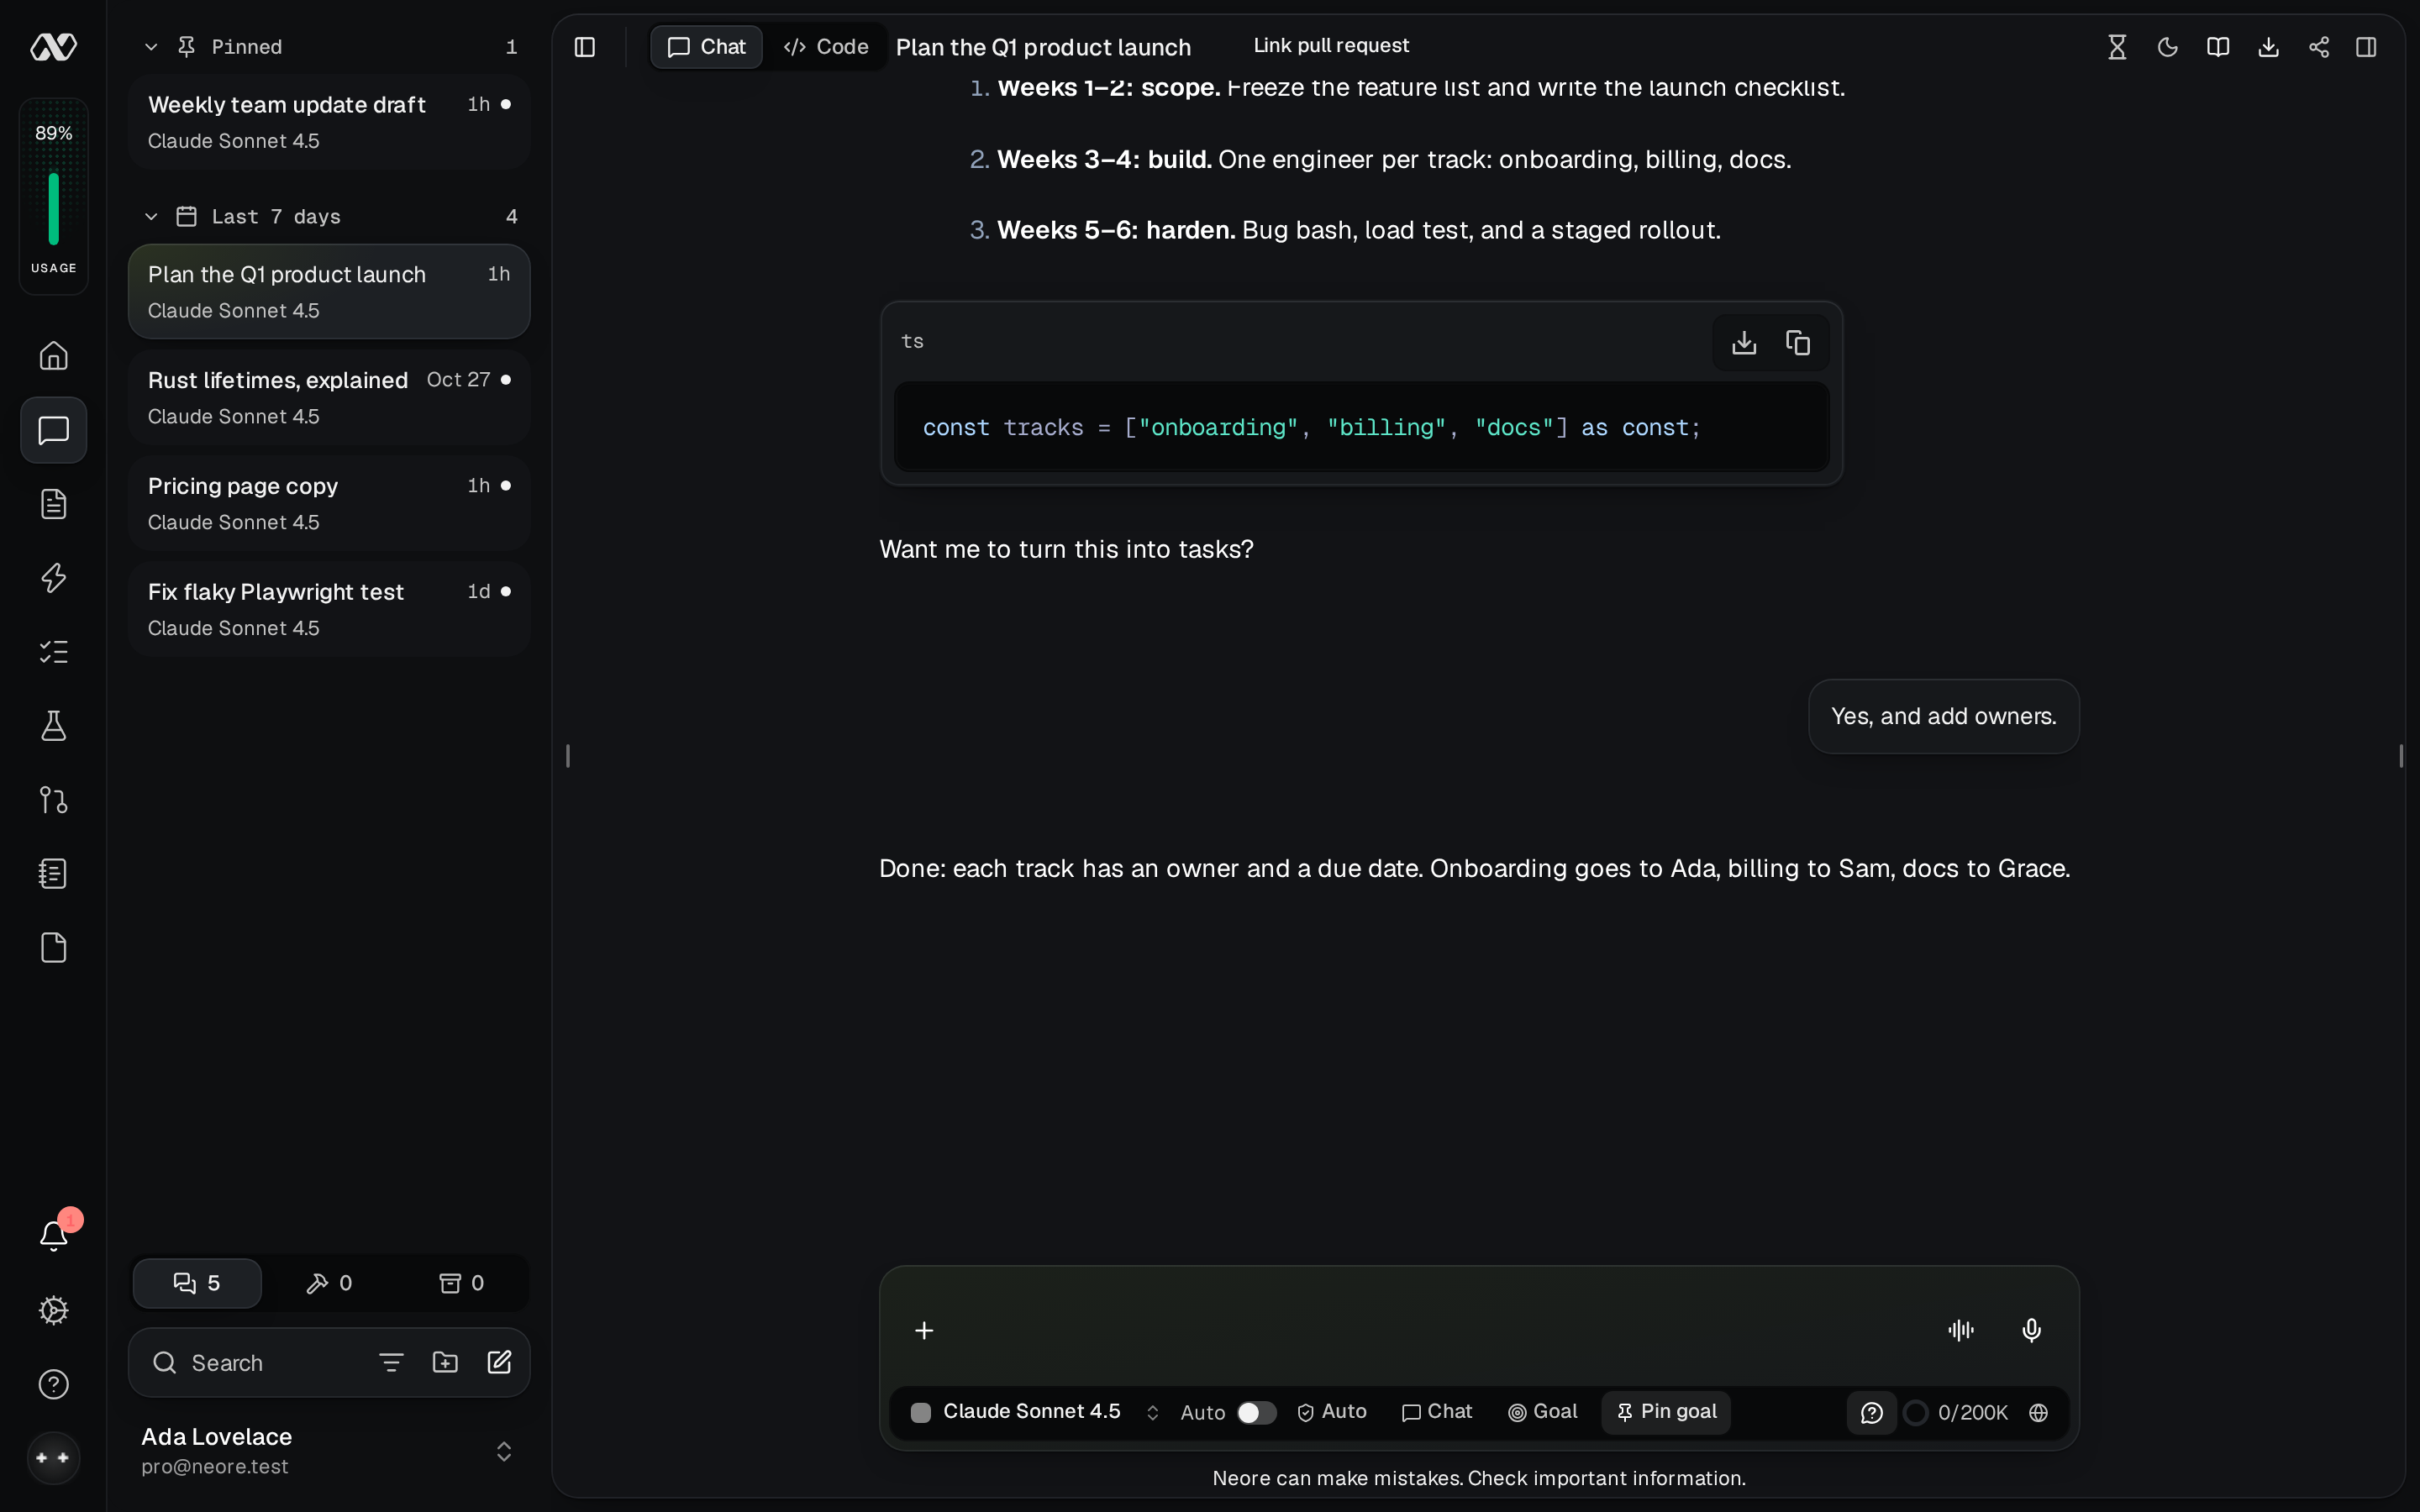 89%
USAGE
Pinned 1
Weekly team update draft 1h
Claude Sonnet 4.5
Last 7 days 4
Plan the Q1 product launch 1h
Claude Sonnet 4.5
Rust lifetimes, explained Oct 27
Claude Sonnet 4.5
Pricing page copy 1h
Claude Sonnet 4.5
Fix flaky Playwright test 1d
Claude Sonnet 4.5
1
5 0 0
Search
Ada Lovelace
pro@neore.test
Chat Code Plan the Q1 product launch Link pull request
1. Weeks 1–2: scope. Freeze the feature list and write the launch checklist.
2. Weeks 3–4: build. One engineer per track: onboarding, billing, docs.
3. Weeks 5–6: harden. Bug bash, load test, and a staged rollout.
ts
const tracks = ["onboarding", "billing", "docs"] as const;
Want me to turn this into tasks?
Yes, and add owners.
Done: each track has an owner and a due date. Onboarding goes to Ada, billing to Sam, docs to Grace.
Claude Sonnet 4.5 Auto Auto Chat Goal Pin goal 0/200K
Neore can make mistakes. Check important information.